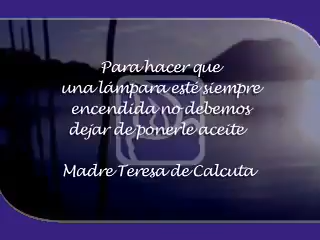 Para hacer que
una lámpara esté siempre
encendida no debemos
dejar de ponerle aceite
Madre Teresa de Calcuta